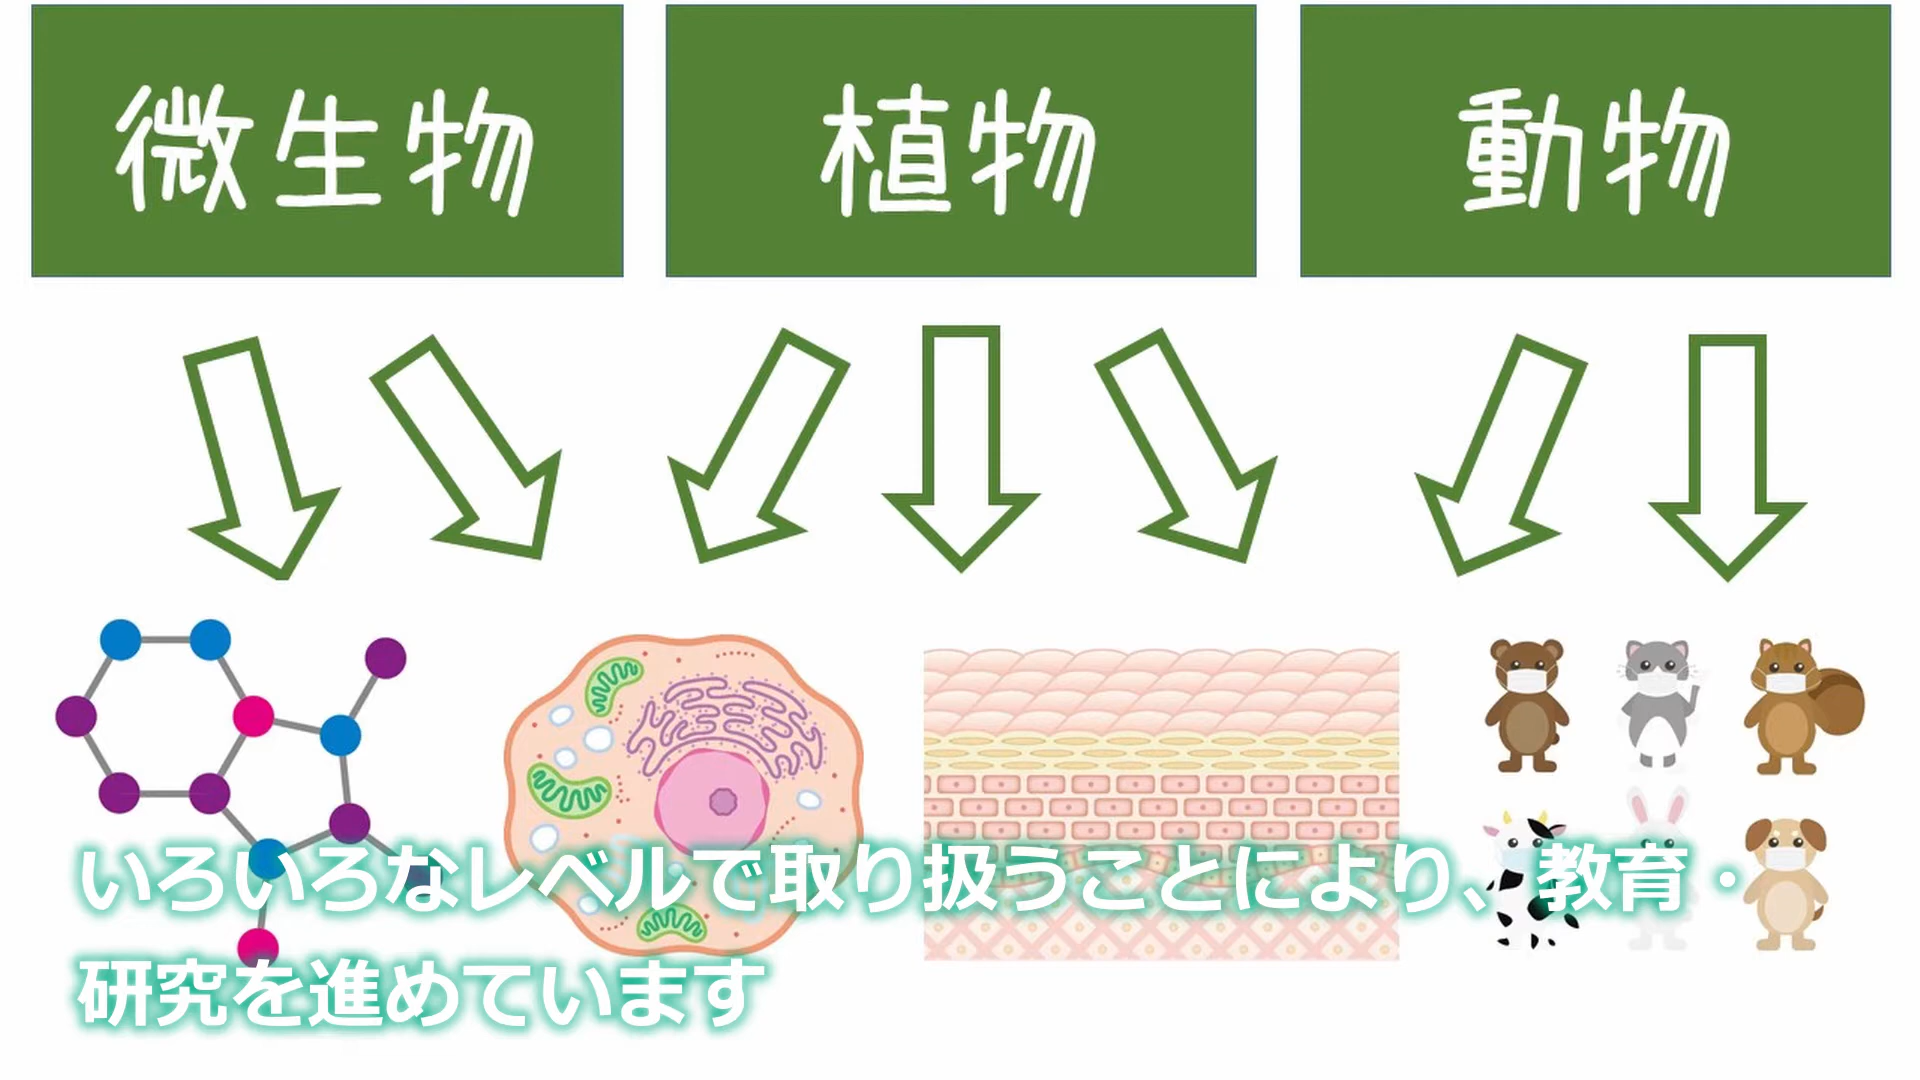 微生物
植物
動物
いろいろなレベルで取り扱うことにより、教育・
研究を進めています